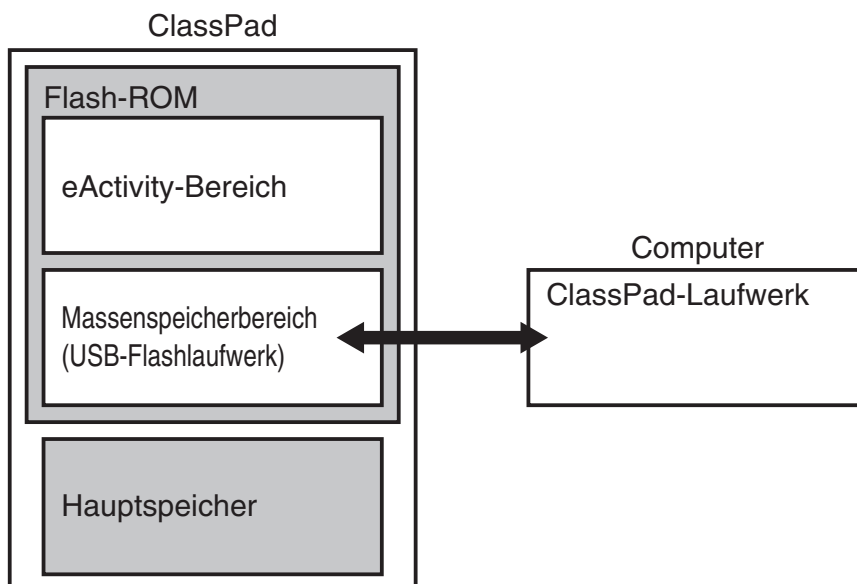 ClassPad
Flash-ROM
eActivity-Bereich
Massenspeicherbereich
(USB-Flashlaufwerk)
Hauptspeicher
Computer
ClassPad-Laufwerk